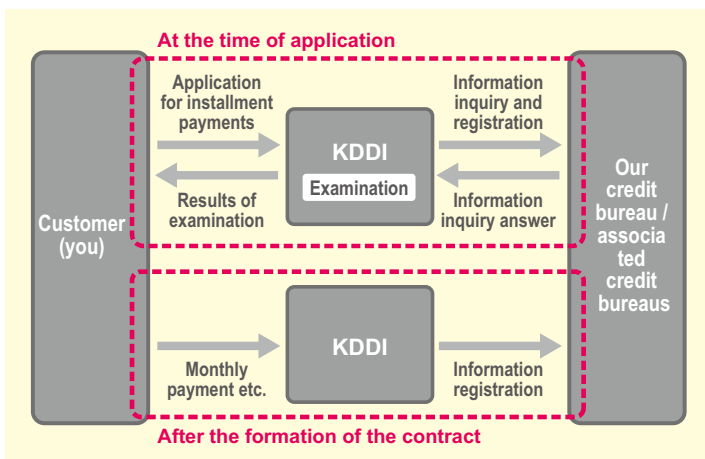 At the time of application
Application
for installment
payments
Information
inquiry and
registration
KDDI
Examination
Results of
examination
Information
inquiry answer
Customer
(you)
Our
credit
bureau /
associa
ted
credit
bureaus
KDDI
Monthly
payment etc.
Information
registration
After the formation of the contract